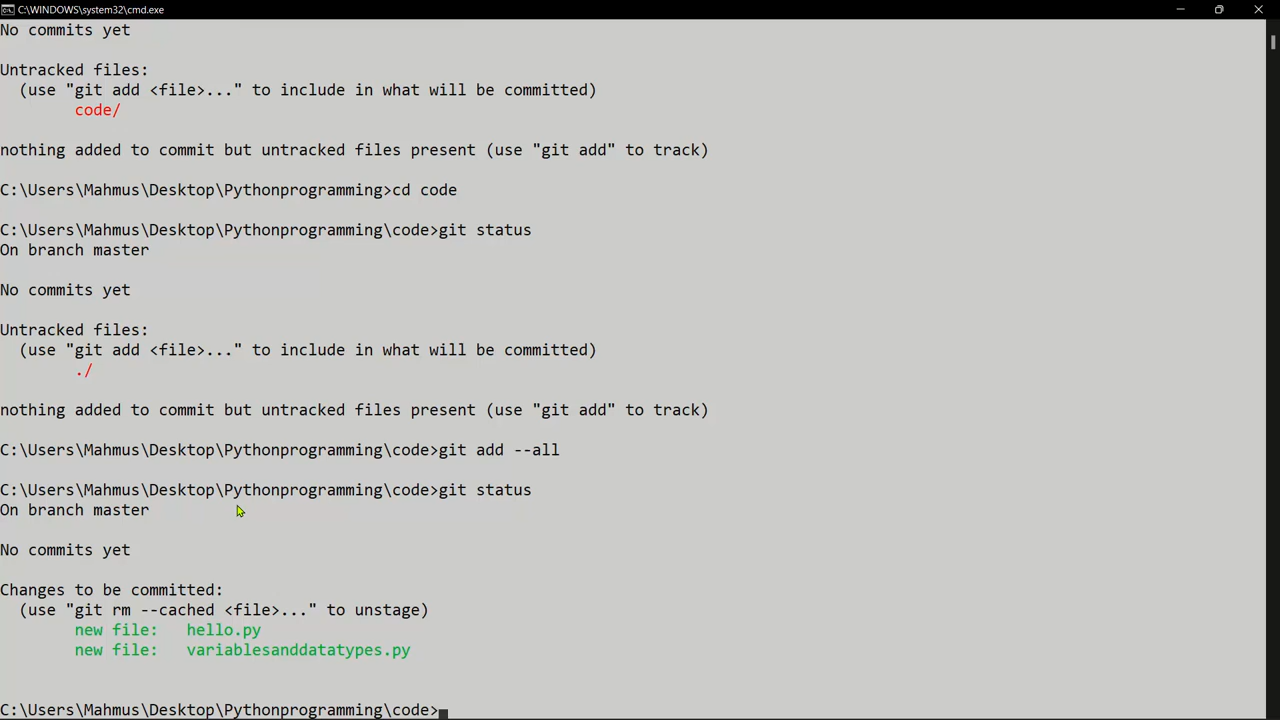 C:\WINDOWS\system32\cmd.exe
No commits yet
Untracked files:
(use "git add <file>..." to include in what will be committed)
code/
nothing added to commit but untracked files present (use "git add" to track)
C:\Users\Mahmus\Desktop\Pythonprogramming>cd code
C:\Users\Mahmus\Desktop\Pythonprogramming\code>git status
On branch master
No commits yet
Untracked files:
(use "git add <file>..." to include in what will be committed)
./
nothing added to commit but untracked files present (use "git add" to track)
C:\Users\Mahmus\Desktop\Pythonprogramming\code>git add --all
C:\Users\Mahmus\Desktop\Pythonprogramming\code>git status
On branch master
No commits yet
Changes to be committed:
(use "git rm --cached <file>..." to unstage)
new file:   hello.py
new file:   variablesanddatatypes.py
C:\Users\Mahmus\Desktop\Pythonprogramming\code>